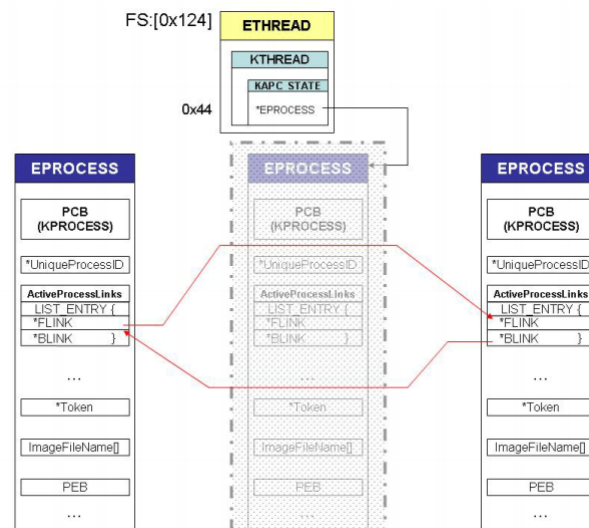 FS:[0x124]
ETHREAD
KTHREAD
KAPC STATE
0x44
*EPROCESS
EPROCESS
PCB
(KPROCESS)
*UniqueProcessID
ActiveProcessLinks
LIST_ENTRY {
*FLINK
*BLINK }
...
*Token
ImageFileName[]
PEB
...
EPROCESS
PCB
(KPROCESS)
*UniqueProcessID
ActiveProcessLinks
LIST_ENTRY {
*FLINK
*BLINK }
...
*Token
ImageFileName[]
PEB
...
EPROCESS
PCB
(KPROCESS)
*UniqueProcessID
ActiveProcessLinks
LIST_ENTRY {
*FLINK
*BLINK }
...
*Token
ImageFileName[]
PEB
...